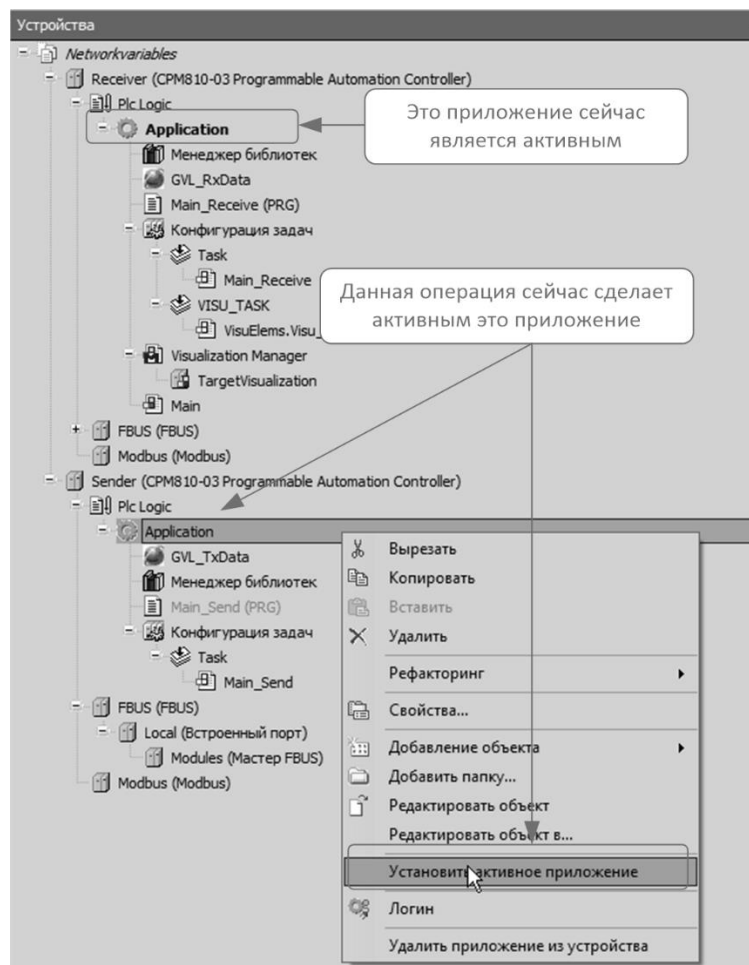 Устройства
Networkvariables
Receiver (CPM810-03 Programmable Automation Controller)
Plc Logic
Application
Это приложение сейчас
является активным
Менеджер библиотек
GVL_RxData
Main_Receive (PRG)
Конфигурация задач
Task
Main_Receive
Данная операция сейчас сделает
активным это приложение
VISU_TASK
VisuElems.Visu_
Visualization Manager
TargetVisualization
Main
FBUS (FBUS)
Modbus (Modbus)
Sender (CPM810-03 Programmable Automation Controller)
Plc Logic
Application
GVL_TxData
Менеджер библиотек
Main_Send (PRG)
Конфигурация задач
Task
Main_Send
FBUS (FBUS)
Local (Встроенный порт)
Modules (Мастер FBUS)
Modbus (Modbus)
Вырезать
Копировать
Вставить
Удалить
Рефакторинг
Свойства...
Добавление объекта
Добавить папку...
Редактировать объект
Редактировать объект в...
Установить активное приложение
Логин
Удалить приложение из устройства